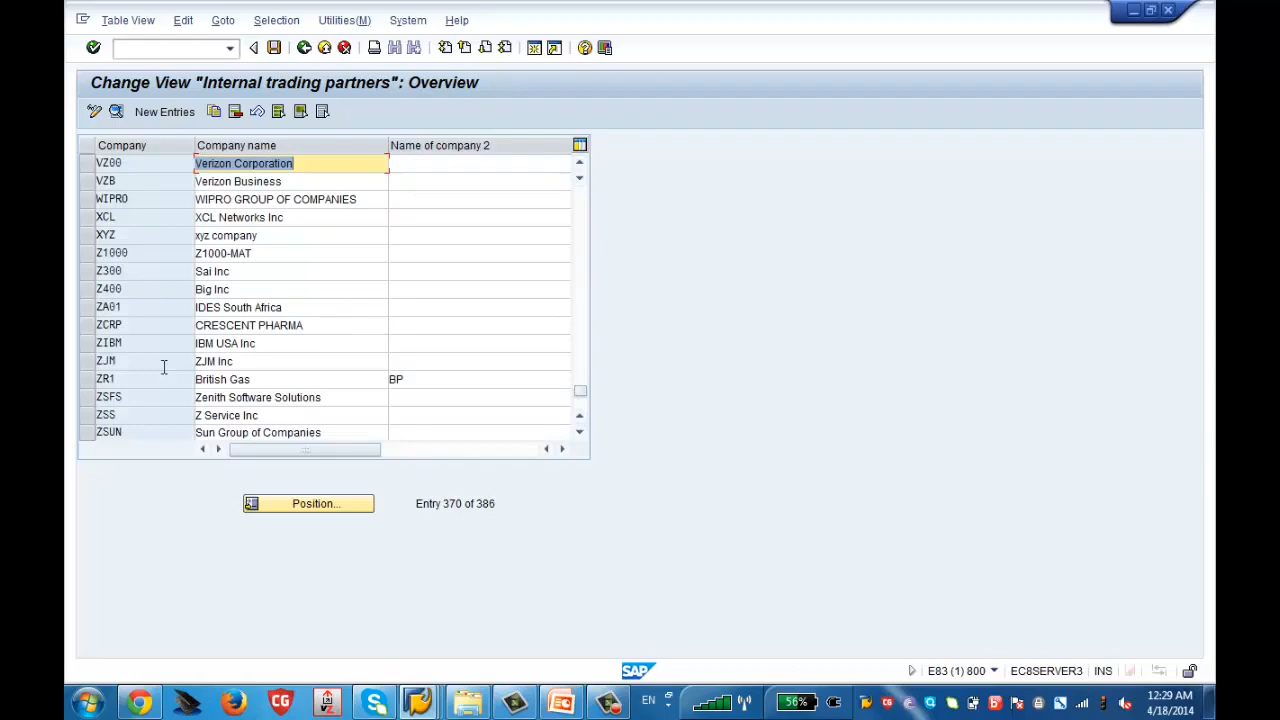 Table View Edit Goto Selection Utilities(M) System Help
Change View "Internal trading partners": Overview
New Entries
Company Company name Name of company 2
VZ00 Verizon Corporation
VZB Verizon Business
WIPRO WIPRO GROUP OF COMPANIES
XCL XCL Networks Inc
XYZ xyz company
Z1000 Z1000-MAT
Z300 Sai Inc
Z400 Big Inc
ZA01 IDES South Africa
ZCRP CRESCENT PHARMA
ZIBM IBM USA Inc
ZJM ZJM Inc
ZR1 British Gas BP
ZSFS Zenith Software Solutions
ZSS Z Service Inc
ZSUN Sun Group of Companies
Position... Entry 370 of 386
SAP E83 (1) 800 EC8SERVER3 INS
EN 56% 12:29 AM
4/18/2014